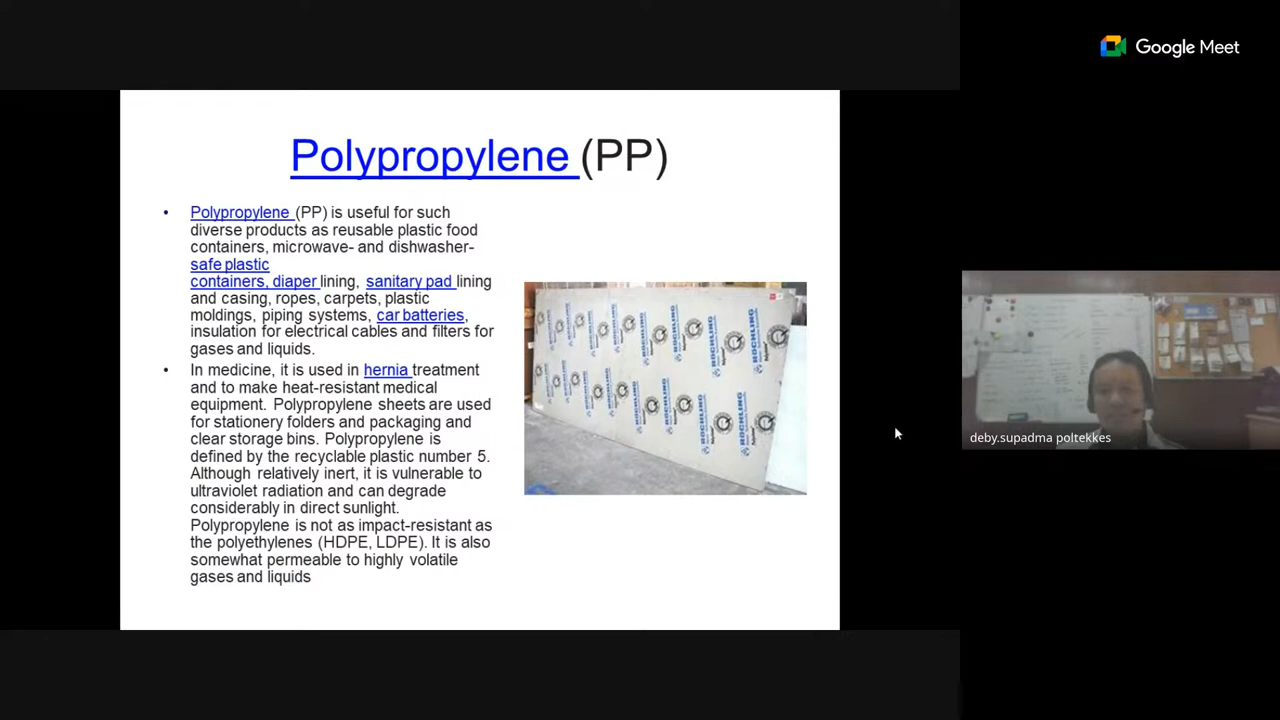 Google Meet
Polypropylene (PP)
• Polypropylene (PP) is useful for such
diverse products as reusable plastic food
containers, microwave- and dishwasher-
safe plastic
containers, diaper lining, sanitary pad lining
and casing, ropes, carpets, plastic
moldings, piping systems, car batteries,
insulation for electrical cables and filters for
gases and liquids.
• In medicine, it is used in hernia treatment
and to make heat-resistant medical
equipment. Polypropylene sheets are used
for stationery folders and packaging and
clear storage bins. Polypropylene is
defined by the recyclable plastic number 5.
Although relatively inert, it is vulnerable to
ultraviolet radiation and can degrade
considerably in direct sunlight.
Polypropylene is not as impact-resistant as
the polyethylenes (HDPE, LDPE). It is also
somewhat permeable to highly volatile
gases and liquids
RÖCHLING
RÖCHLING
RÖCHLING
RÖCHLING
RÖCHLING
RÖCHLING
deby.supadma poltekkes